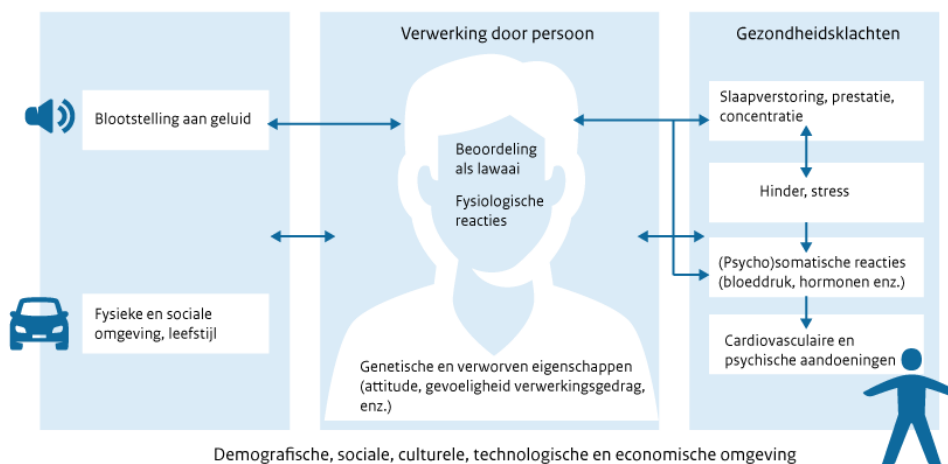 Verwerking door persoon
Gezondheidsklachten
Blootstelling aan geluid
Fysieke en sociale
omgeving, leefstijl
Beoordeling
als lawaai
Fysiologische
reacties
Genetische en verworven eigenschappen
(attitude, gevoeligheid verwerkingsgedrag,
enz.)
Slaapverstoring, prestatie,
concentratie
Hinder, stress
(Psycho)somatische reacties
(bloeddruk, hormonen enz.)
Cardiovasculaire en
psychische aandoeningen
Demografische, sociale, culturele, technologische en economische omgeving